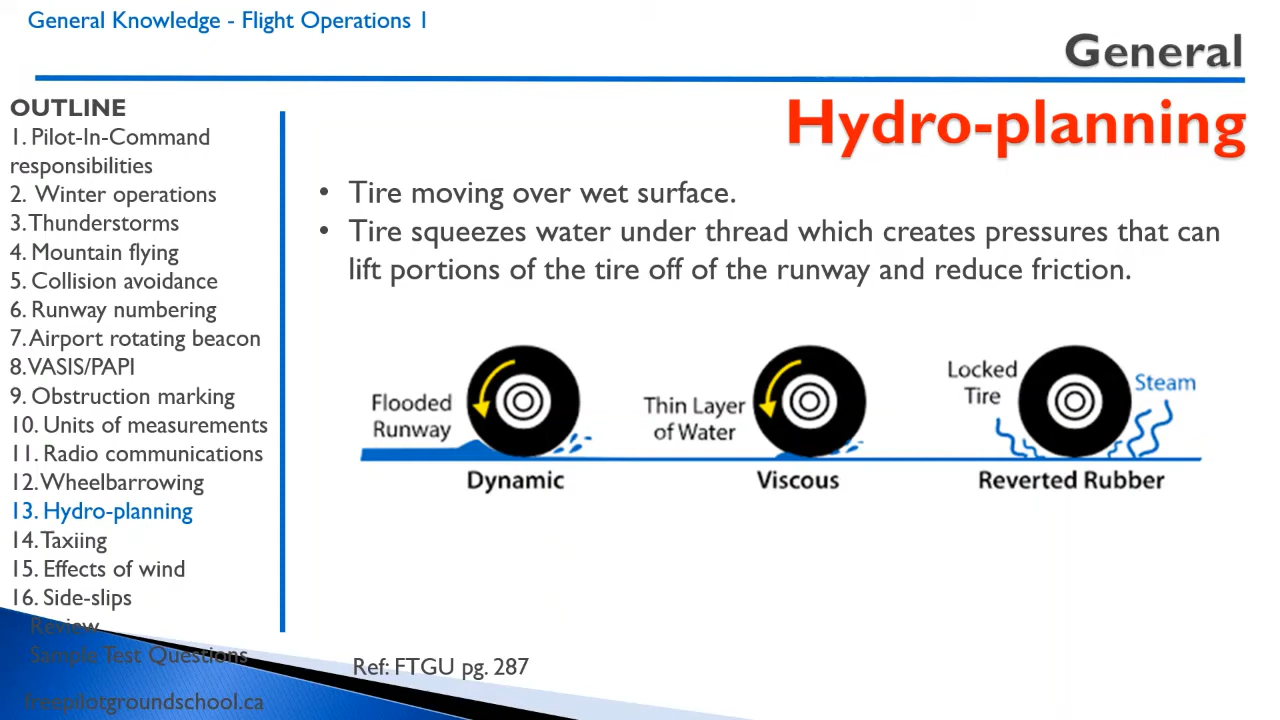 General Knowledge - Flight Operations 1
General
Hydro-planning
OUTLINE
1. Pilot-In-Command
responsibilities
2. Winter operations
3. Thunderstorms
4. Mountain flying
5. Collision avoidance
6. Runway numbering
7. Airport rotating beacon
8. VASIS/PAPI
9. Obstruction marking
10. Units of measurements
11. Radio communications
12. Wheelbarrowing
13. Hydro-planning
14. Taxiing
15. Effects of wind
16. Side-slips
Review
Sample Test Questions
freepilotgroundschool.ca
• Tire moving over wet surface.
• Tire squeezes water under thread which creates pressures that can
lift portions of the tire off of the runway and reduce friction.
Flooded
Runway
Dynamic
Thin Layer
of Water
Viscous
Locked
Tire
Steam
Reverted Rubber
Ref: FTGU pg. 287